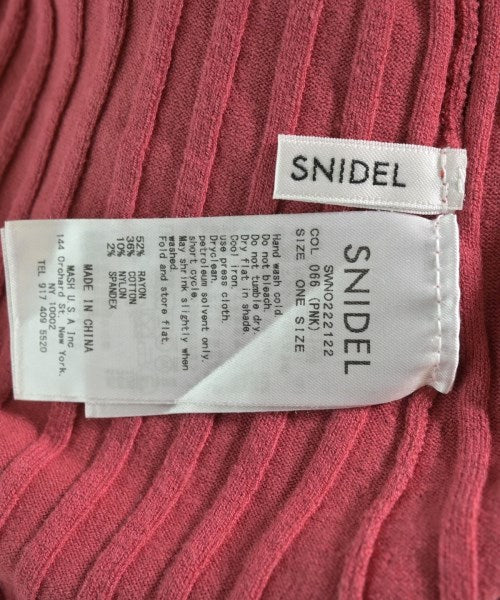 SNIDEL
SNIDEL
SWNO222122
COL 066 (PNK)
SIZE ONE SIZE
Hand wash cold.
Do not bleach.
Do not tumble dry.
Dry flat in shade.
Cool iron.
use press cloth.
Dryclean.
petroleum solvent only.
short cycle.
May shrink slightly when
washed.
Fold and store flat.
52% RAYON
36% COTTON
10% NYLON
2% SPANDEX
MADE IN CHINA
MASH U S A Inc.
144 Orchard St. New York,
NY 10002
TEL 917 409 5520